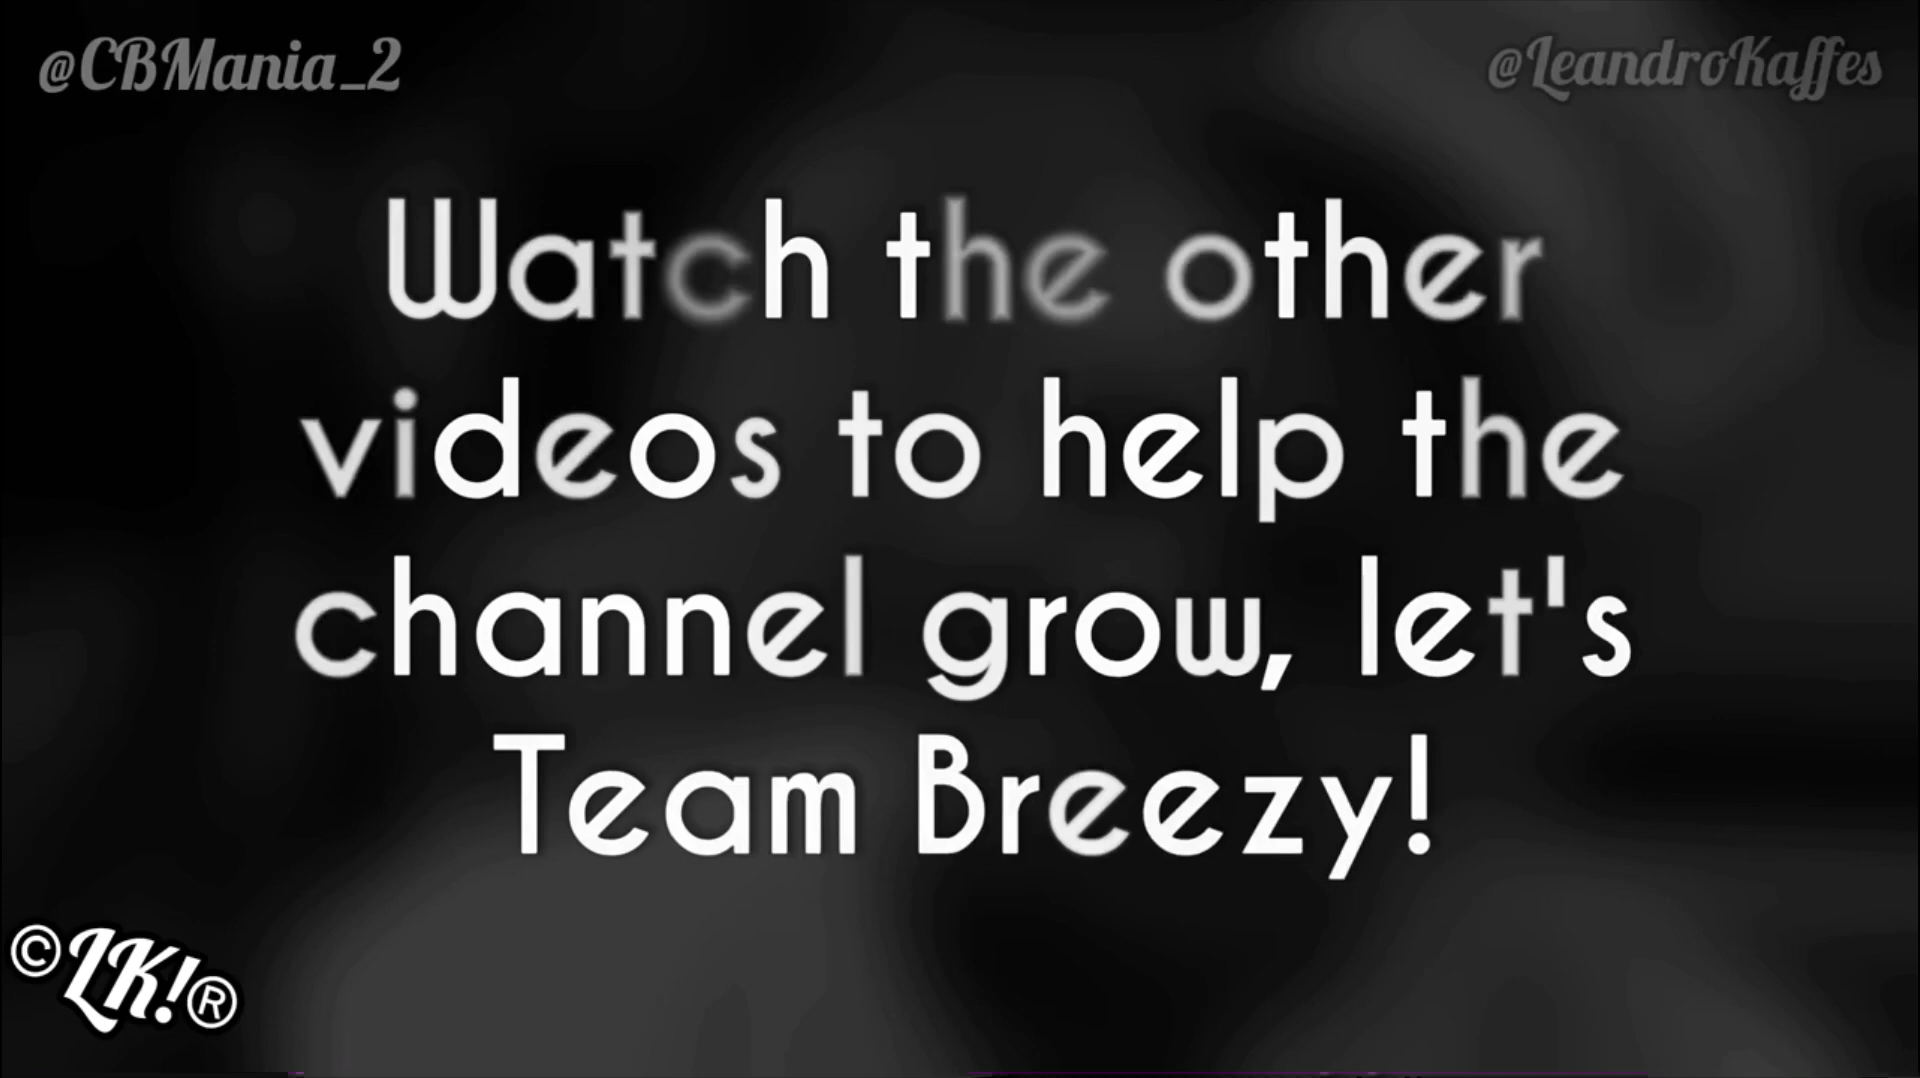 @CBMania_2
@LeandroKaffes
Watch the other
videos to help the
channel grow, let's
Team Breezy!
©LK!®